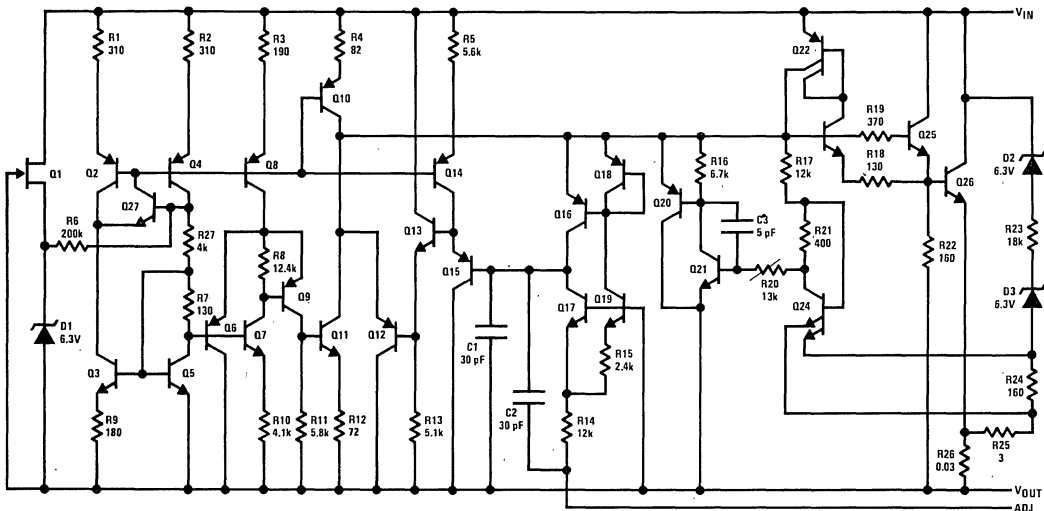 R1
310
R2
310
R3
190
R4
82
R5
5.6k
VIN
Q22
Q10
R19
370
Q25
R18
130
D2
6.3V
Q1
Q2
Q4
Q8
Q14
Q18
R16
6.7k
R17
12k
Q26
Q27
Q20
Q16
R6
200k
R27
4k
Q13
C3
5 pF
R21
400
R22
160
R23
18k
R8
12.4k
Q15
Q21
R20
13k
D1
6.3V
R7
130
Q9
Q6
Q7
Q11
Q12
Q17
Q19
Q24
D3
6.3V
C1
30 pF
Q3
Q5
R15
2.4k
C2
30 pF
R24
160
R9
180
R10
4.1k
R11
5.8k
R12
72
R13
5.1k
R14
12k
R25
3
R26
0.03
VOUT
ADJ